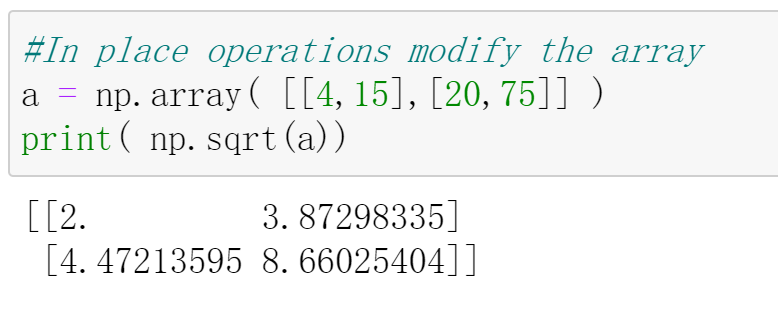 #In place operations modify the array
a = np.array( [[4,15],[20,75]] )
print( np.sqrt(a))
[[2.         3.87298335]
 [4.47213595 8.66025404]]